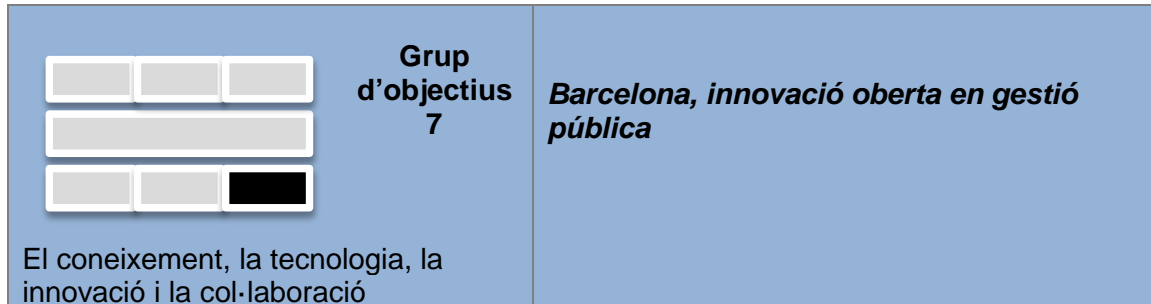 Grup
d’objectius
7
El coneixement, la tecnologia, la
innovació i la col·laboració
Barcelona, innovació oberta en gestió
pública